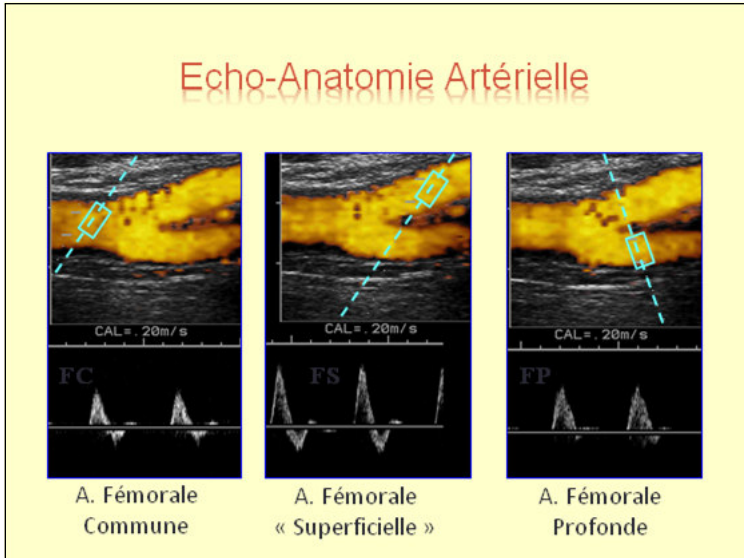 Echo-Anatomie Artérielle
CAL=.20m/s
CAL=.20m/s
CAL=.20m/s
FC
FS
FP
A. Fémorale
Commune
A. Fémorale
« Superficielle »
A. Fémorale
Profonde